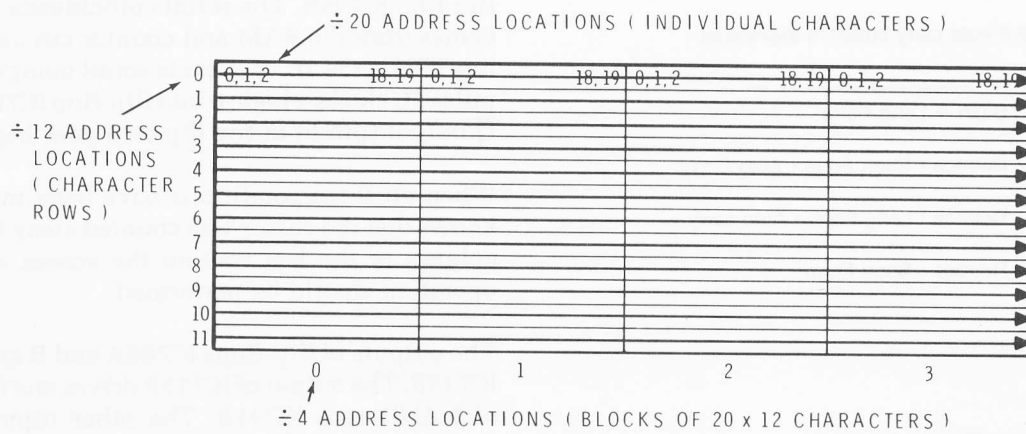 ÷20 ADDRESS LOCATIONS ( INDIVIDUAL CHARACTERS )
0,1,2 18,19 0,1,2 18,19 0,1,2 18,19 0,1,2 18,19
÷12 ADDRESS
LOCATIONS
( CHARACTER
ROWS )
2
3
4
5
6
7
8
9
10
11
0 1 2 3
÷4 ADDRESS LOCATIONS ( BLOCKS OF 20 x 12 CHARACTERS )